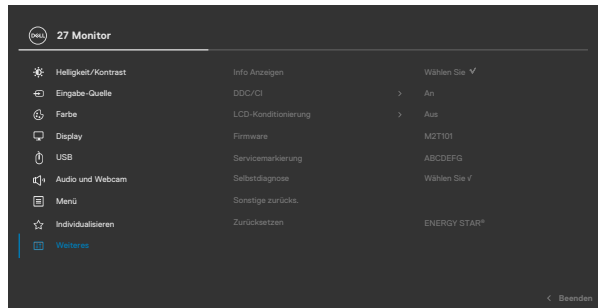 DELL 27 Monitor
Helligkeit/Kontrast Info Anzeigen Wählen Sie ✓
Eingabe-Quelle DDC/CI > An
Farbe LCD-Konditionierung > Aus
Display Firmware M2T101
USB Servicemarkierung ABCDEFG
Audio und Webcam Selbstdiagnose Wählen Sie √
Menü Sonstige zurücks.
Individualisieren Zurücksetzen ENERGY STAR®
Weiteres
< Beenden